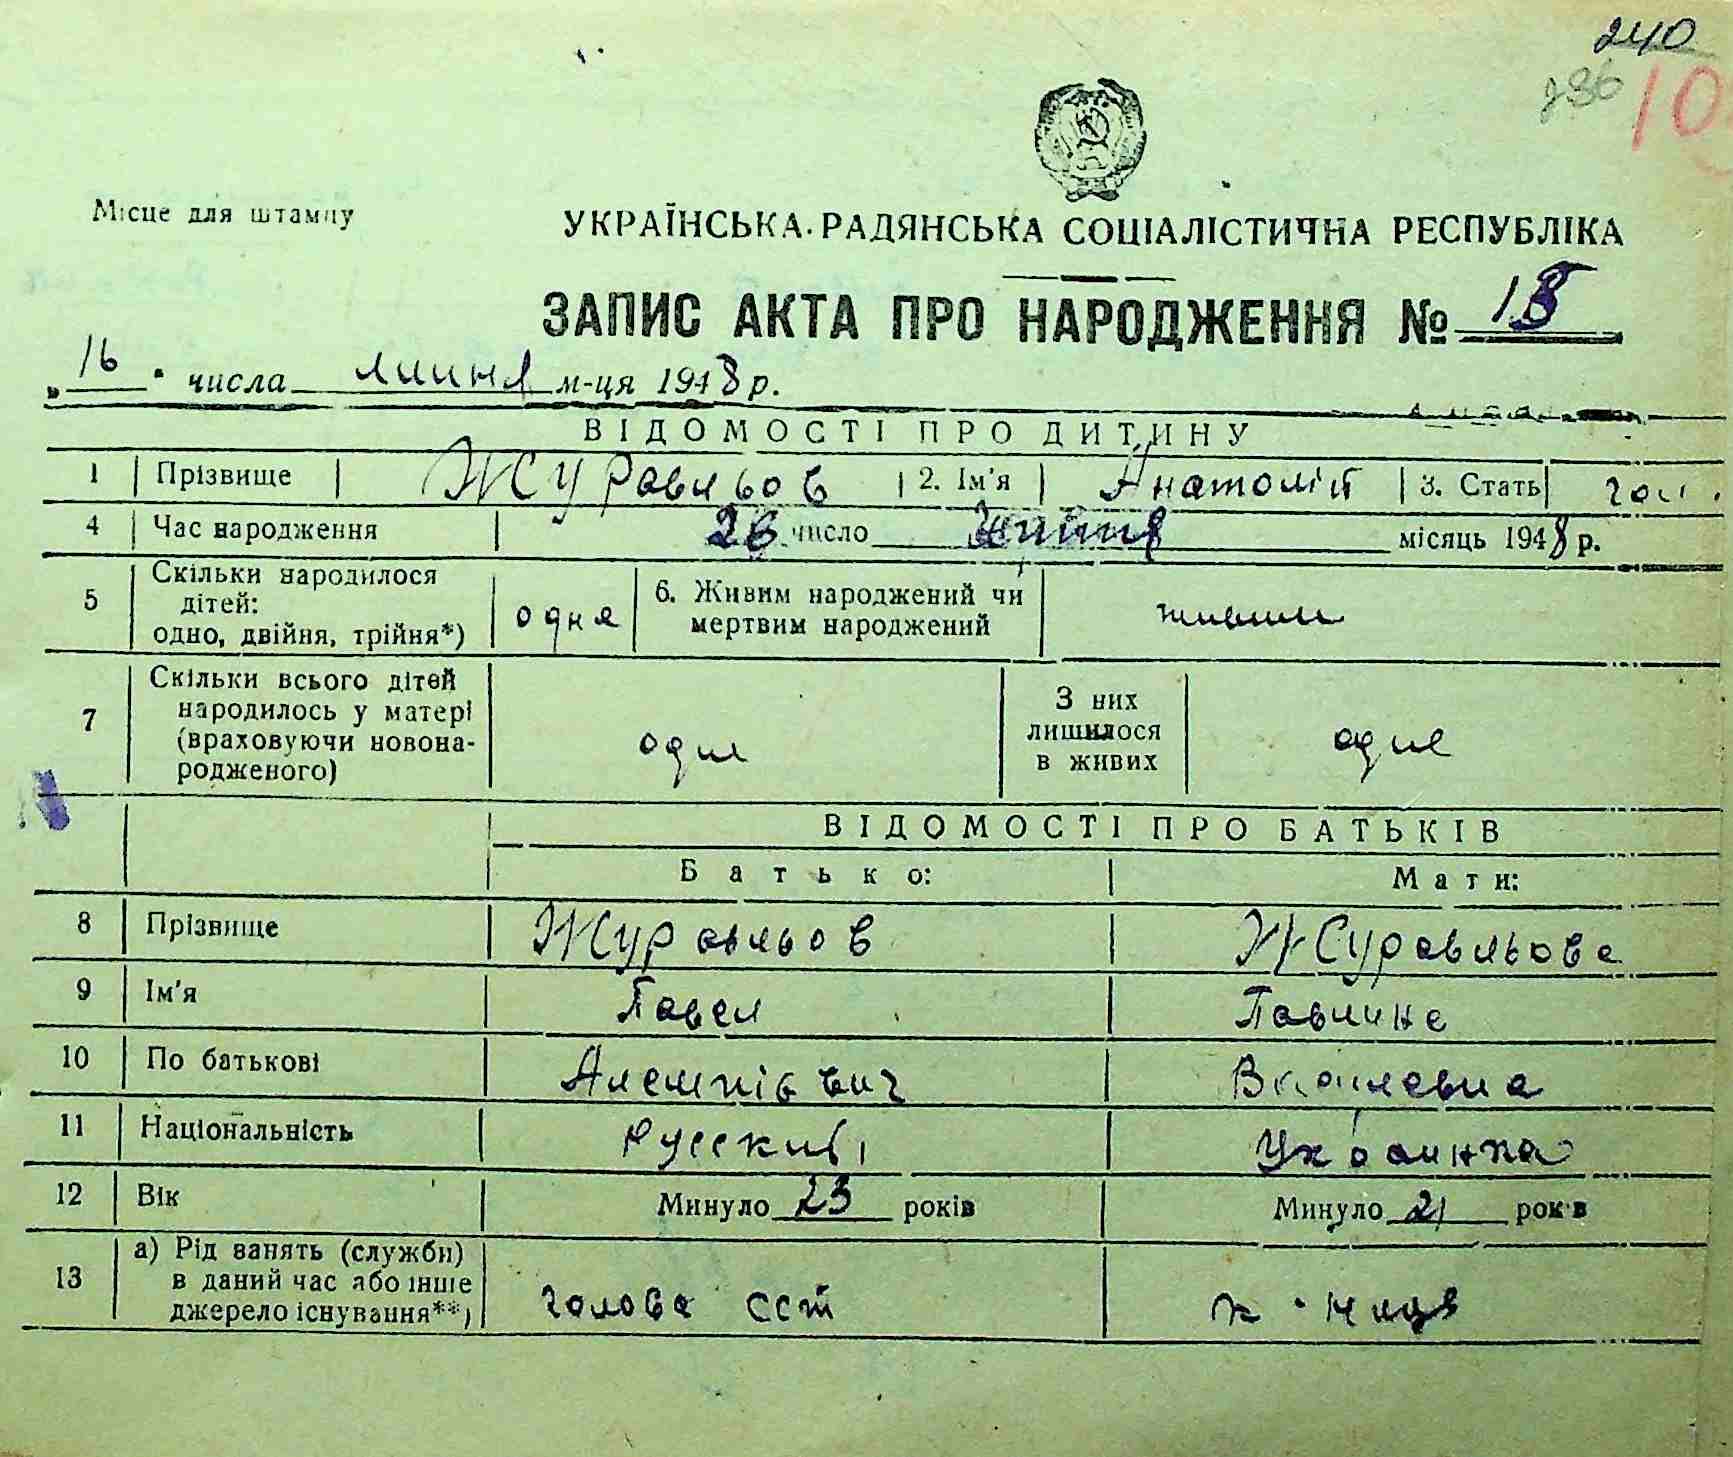 240
10
Місце для штампу
УКРАЇНСЬКА РАДЯНСЬКА СОЦІАЛІСТИЧНА РЕСПУБЛІКА
ЗАПИС АКТА ПРО НАРОДЖЕННЯ № 18
„16" числа липня м-ця 1948 р.
ВІДОМОСТІ ПРО ДИТИНУ
1 Прізвище Журавльов 2. Ім'я Анатолій 3. Стать чол.
4 Час народження 26 число місяць 1948 р.
5 Скільки народилося дітей: одно, двійня, трійня*) одня 6. Живим народжений чи мертвим народжений живим
7 Скільки всього дітей народилось у матері (враховуючи новонародженого) одне З них лишилося в живих одне
ВІДОМОСТІ ПРО БАТЬКІВ
Батько: Мати:
8 Прізвище Журавльов Журавльова
9 Ім'я Павел Павлина
10 По батькові Василевна
11 Національність Русский Українка
12 Вік Минуло 23 років Минуло 21 років
13 а) Рід занять (служби) в даний час або інше джерело існування**) голова ССТ